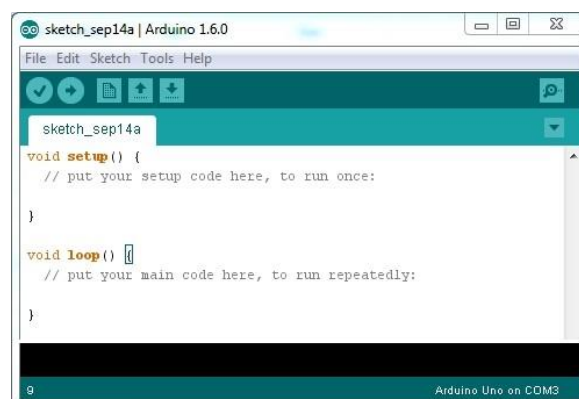 sketch_sep14a | Arduino 1.6.0
File Edit Sketch Tools Help
sketch_sep14a
void setup() {
// put your setup code here, to run once:
}
void loop() {
// put your main code here, to run repeatedly:
}
9 Arduino Uno on COM3